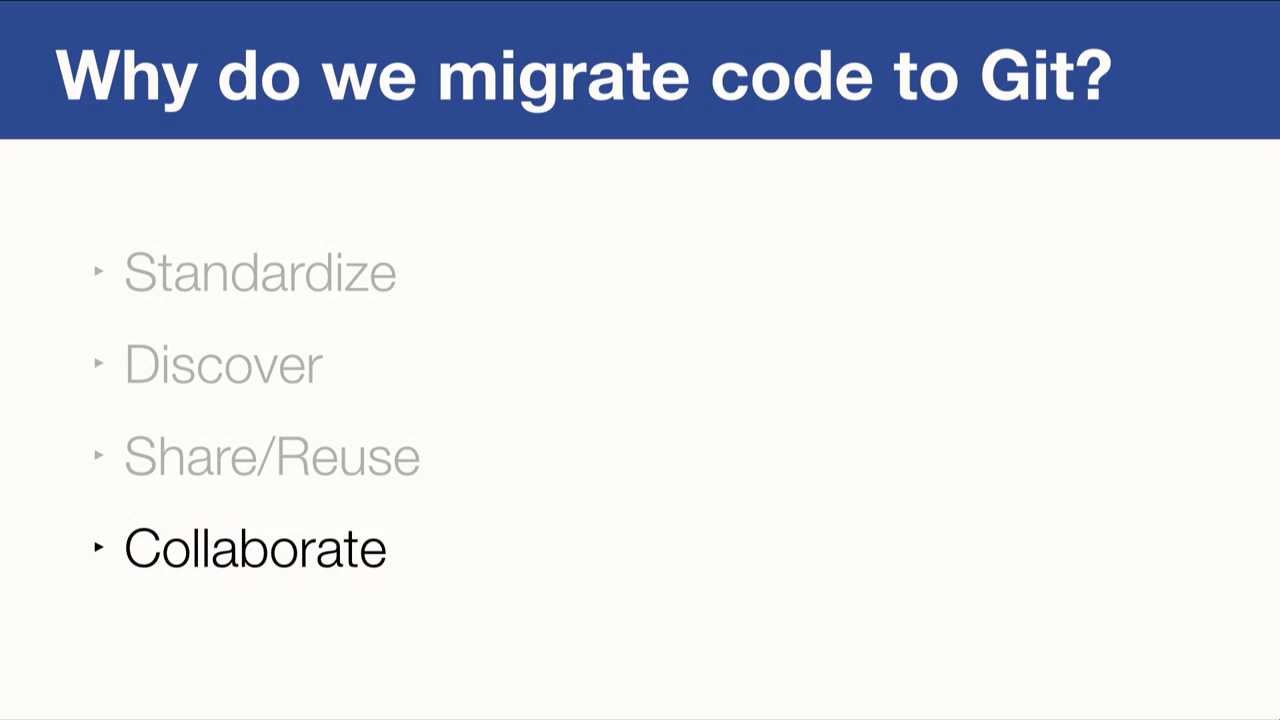 Why do we migrate code to Git?
‣ Standardize
‣ Discover
‣ Share/Reuse
‣ Collaborate